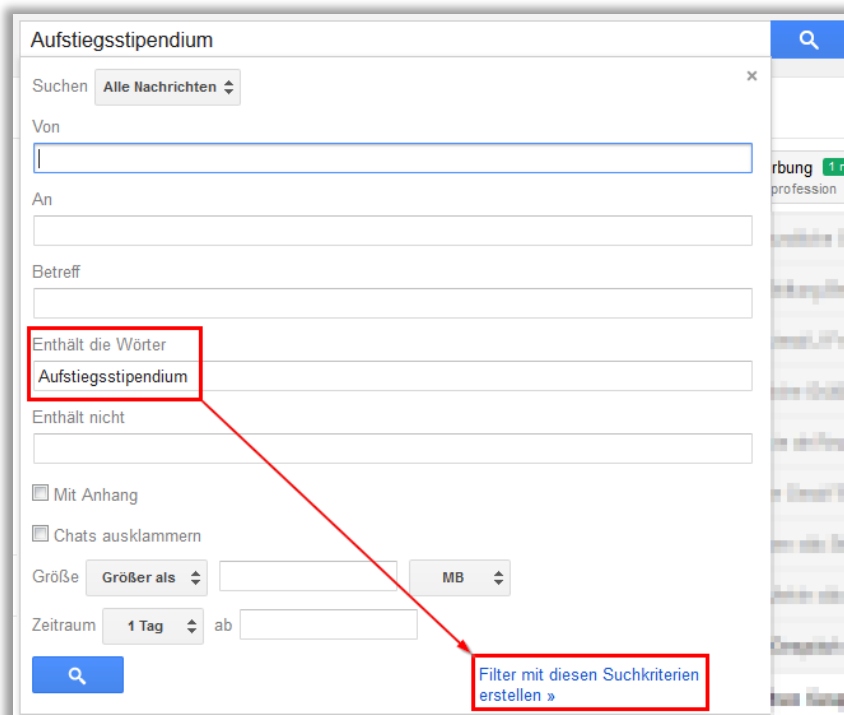 Aufstiegsstipendium
Suchen Alle Nachrichten
Von
rbung 1
profession
An
Betreff
Enthält die Wörter
Aufstiegsstipendium
Enthält nicht
Mit Anhang
Chats ausklammern
Größe Größer als MB
Zeitraum 1 Tag ab
Filter mit diesen Suchkriterien
erstellen »